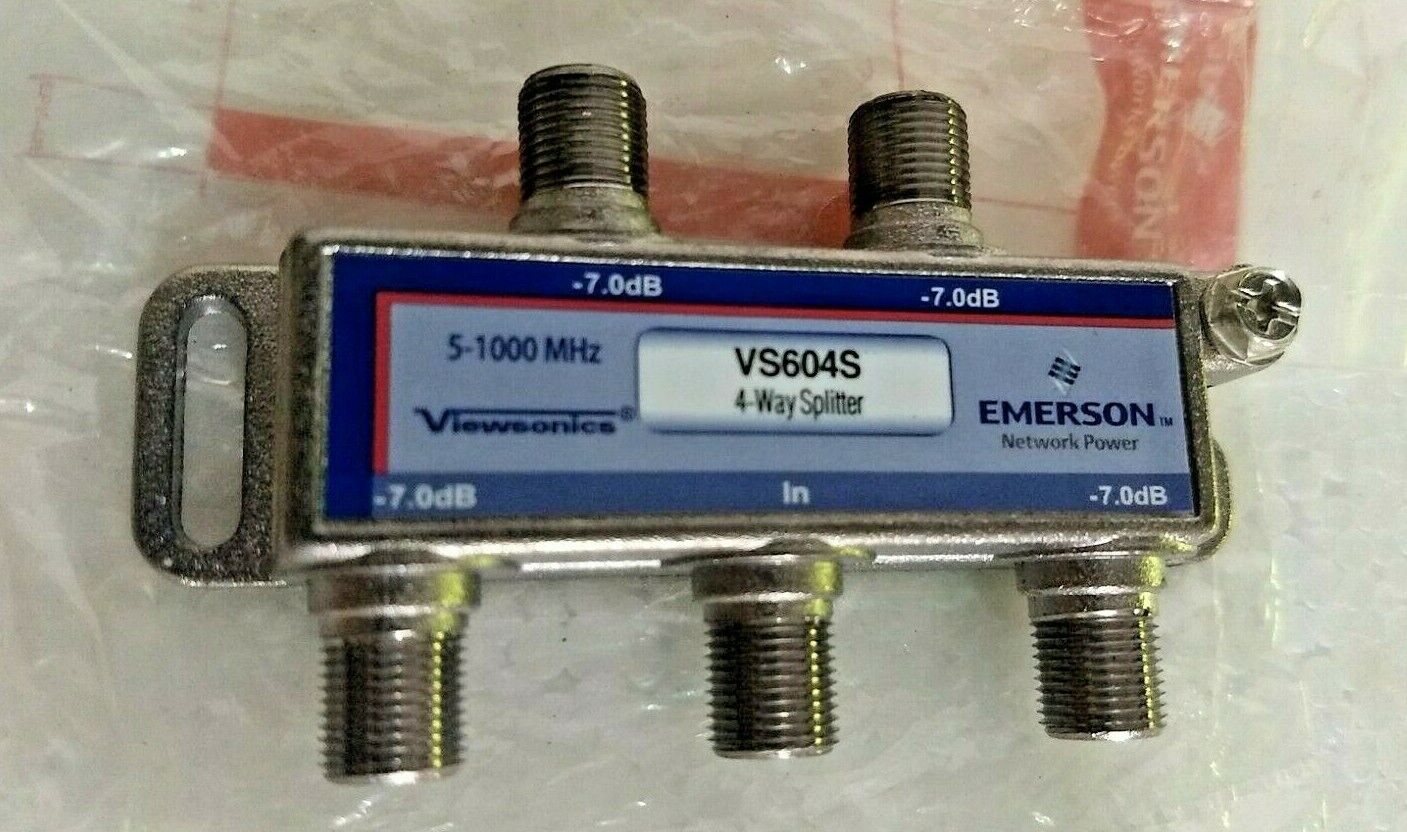 -7.0dB -7.0dB
5-1000 MHz
VS604S
4-Way Splitter
Viewsonics®
EMERSON™
Network Power
-7.0dB In -7.0dB